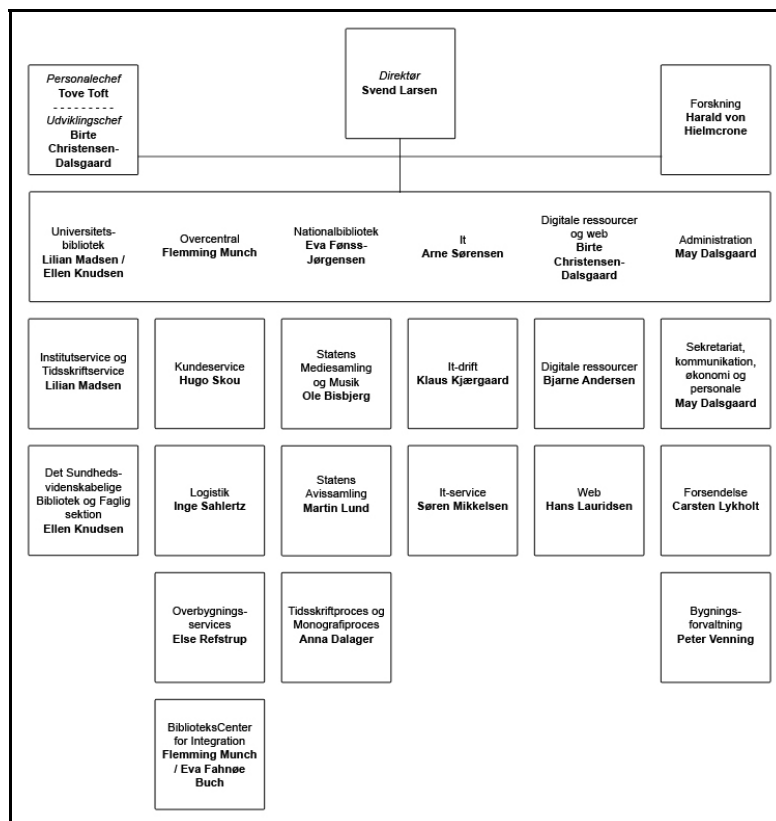 Direktør
Svend Larsen
Personalechef
Tove Toft
---------
Udviklingschef
Birte
Christensen-
Dalsgaard
Forskning
Harald von
Hielmcrone
Universitets-
bibliotek
Lilian Madsen /
Ellen Knudsen
Overcentral
Flemming Munch
Nationalbibliotek
Eva Fønss-
Jørgensen
It
Arne Sørensen
Digitale ressourcer
og web
Birte
Christensen-
Dalsgaard
Administration
May Dalsgaard
Institutservice og
Tidsskriftservice
Lilian Madsen
Kundeservice
Hugo Skou
Statens
Mediesamling
og Musik
Ole Bisbjerg
It-drift
Klaus Kjærgaard
Digitale ressourcer
Bjarne Andersen
Sekretariat,
kommunikation,
økonomi og
personale
May Dalsgaard
Det Sundheds-
videnskabelige
Bibliotek og Faglig
sektion
Ellen Knudsen
Logistik
Inge Sahlertz
Statens
Avissamling
Martin Lund
It-service
Søren Mikkelsen
Web
Hans Lauridsen
Forsendelse
Carsten Lykholt
Overbygnings-
services
Else Refstrup
Tidsskriftproces og
Monografiproces
Anna Dalager
Bygnings-
forvaltning
Peter Venning
BiblioteksCenter
for Integration
Flemming Munch
/ Eva Fahnøe
Buch